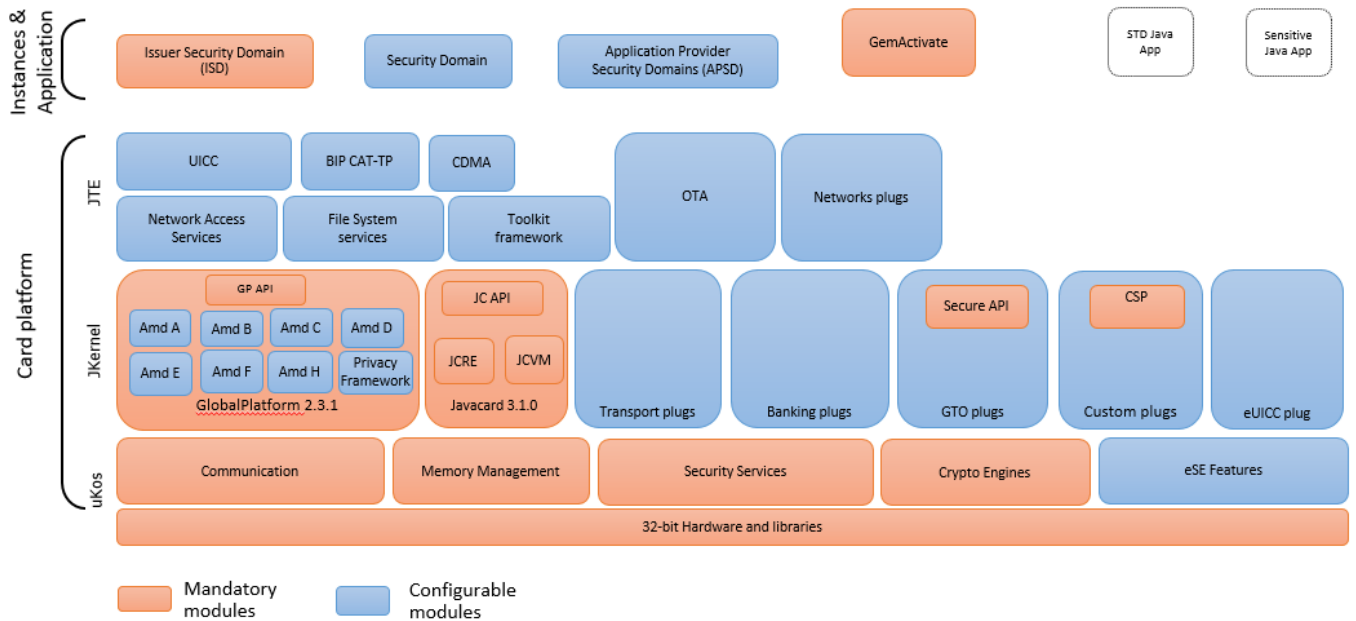 Instances &
Application
Issuer Security Domain
(ISD)
Security Domain
Application Provider
Security Domains (APSD)
GemActivate
STD Java
App
Sensitive
Java App
Card platform
JTE
UICC
BIP CAT-TP
CDMA
OTA
Networks plugs
Network Access
Services
File System
services
Toolkit
framework
JKernel
GP API
Amd A
Amd B
Amd C
Amd D
Amd E
Amd F
Amd H
Privacy
Framework
GlobalPlatform 2.3.1
JC API
JCRE
JCVM
Javacard 3.1.0
Transport plugs
Banking plugs
Secure API
GTO plugs
CSP
Custom plugs
eUICC plug
uKos
Communication
Memory Management
Security Services
Crypto Engines
eSE Features
32-bit Hardware and libraries
Mandatory
modules
Configurable
modules